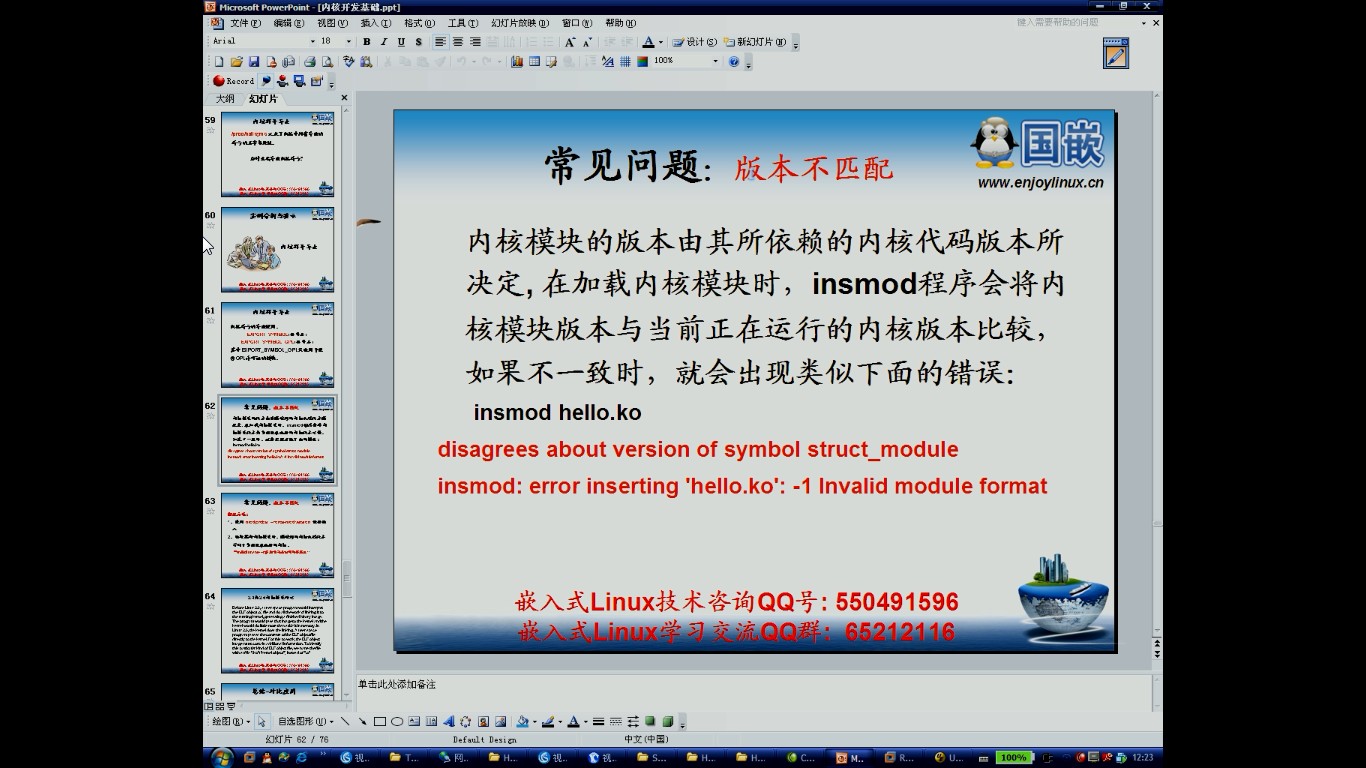 Microsoft PowerPoint - [内核开发基础.ppt]
文件(F) 编辑(E) 视图(V) 插入(I) 格式(O) 工具(T) 幻灯片放映(D) 窗口(W) 帮助(H)
键入需要帮助的问题
Arial 18 B I U S 设计(S) 新幻灯片(N)
100%
Record
大纲 幻灯片
59
60
61
62
63
64
65
常见问题: 版本不匹配
国嵌
www.enjoylinux.cn
内核模块的版本由其所依赖的内核代码版本所
决定, 在加载内核模块时，insmod程序会将内
核模块版本与当前正在运行的内核版本比较，
如果不一致时，就会出现类似下面的错误:
insmod hello.ko
disagrees about version of symbol struct_module
insmod: error inserting 'hello.ko': -1 Invalid module format
嵌入式Linux技术咨询QQ号: 550491596
嵌入式Linux学习交流QQ群: 65212116
单击此处添加备注
绘图(R) 自选图形(U)
幻灯片 62 / 76 Default Design 中文(中国)
100% 12:23